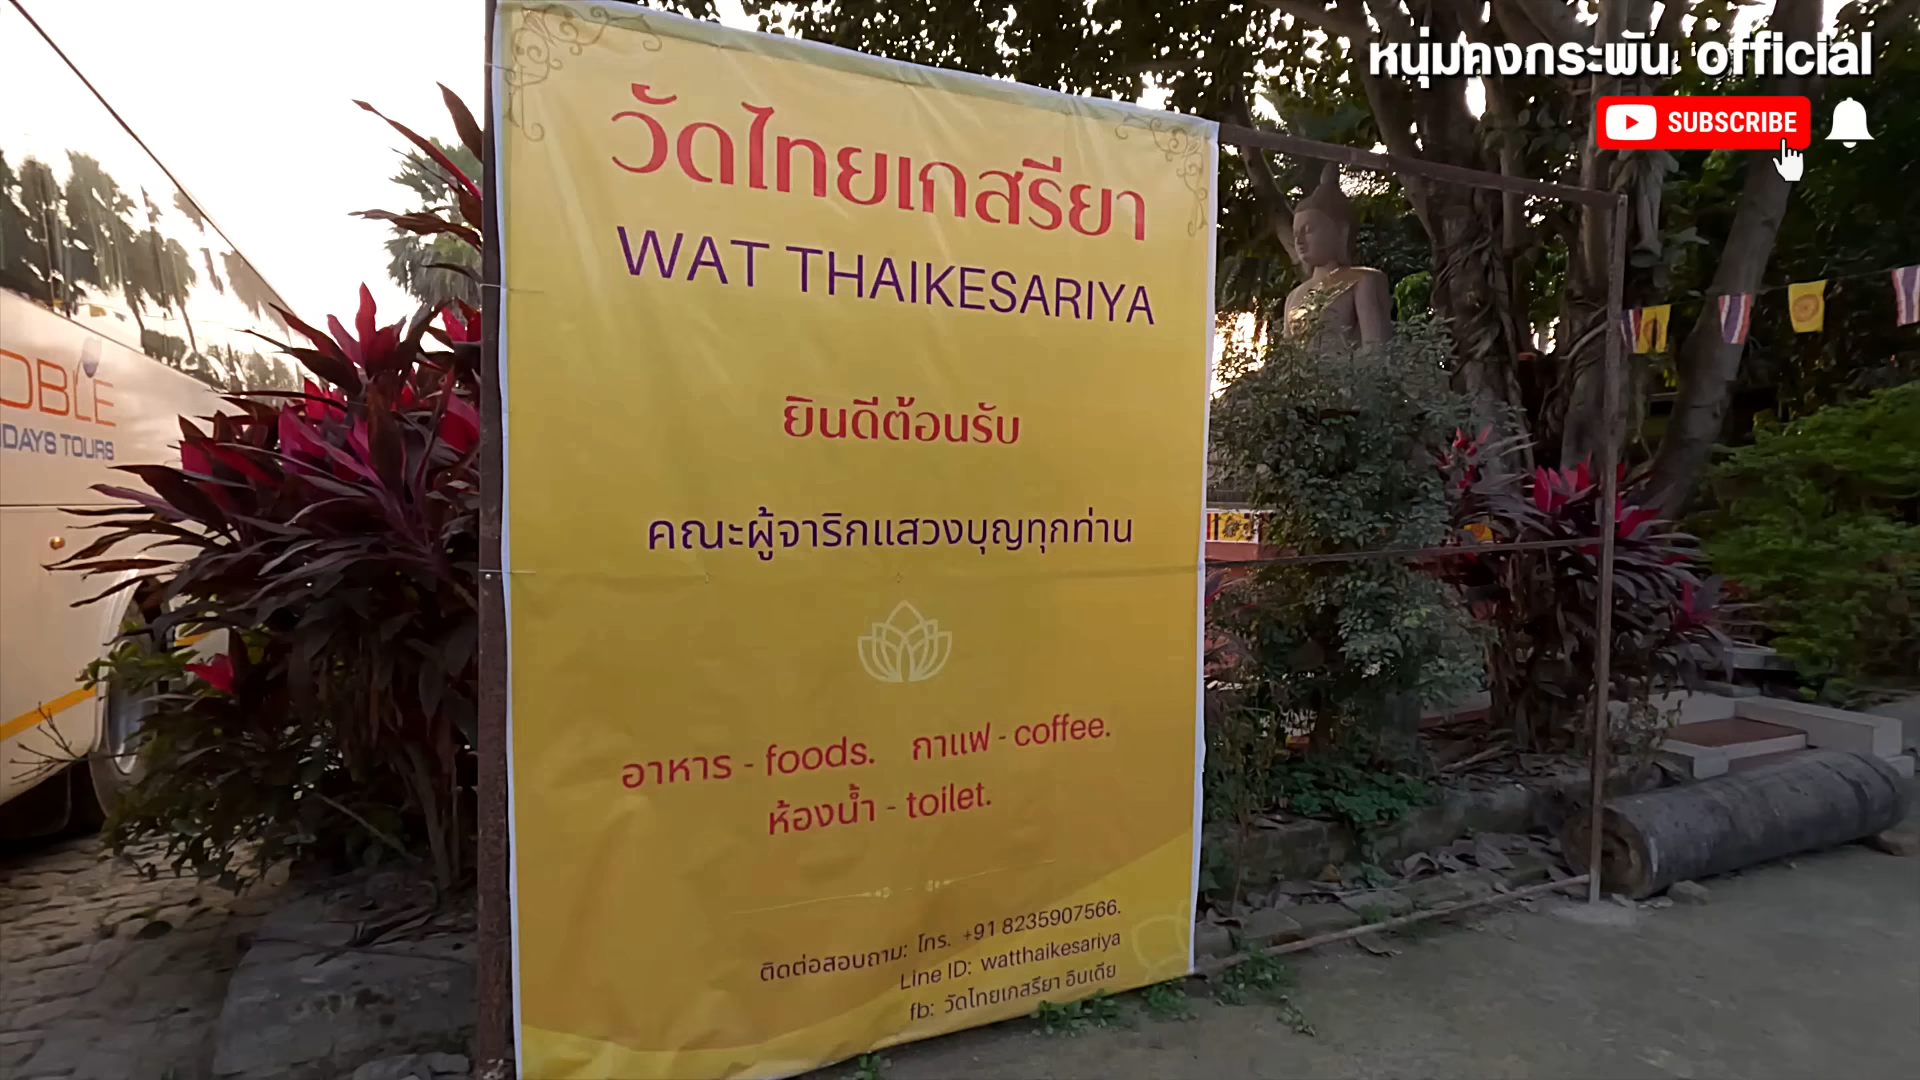 หนุ่มคงกระพัน official
SUBSCRIBE
วัดไทยเกสรียา
WAT THAIKESARIYA
ยินดีต้อนรับ
คณะผู้จาริกแสวงบุญทุกท่าน
อาหาร - foods. กาแฟ - coffee.
ห้องน้ำ - toilet.
ติดต่อสอบถาม: โทร. +91 8235907566.
Line ID: watthaikesariya
fb: วัดไทยเกสรียา อินเดีย
OBLE
IDAYS TOURS